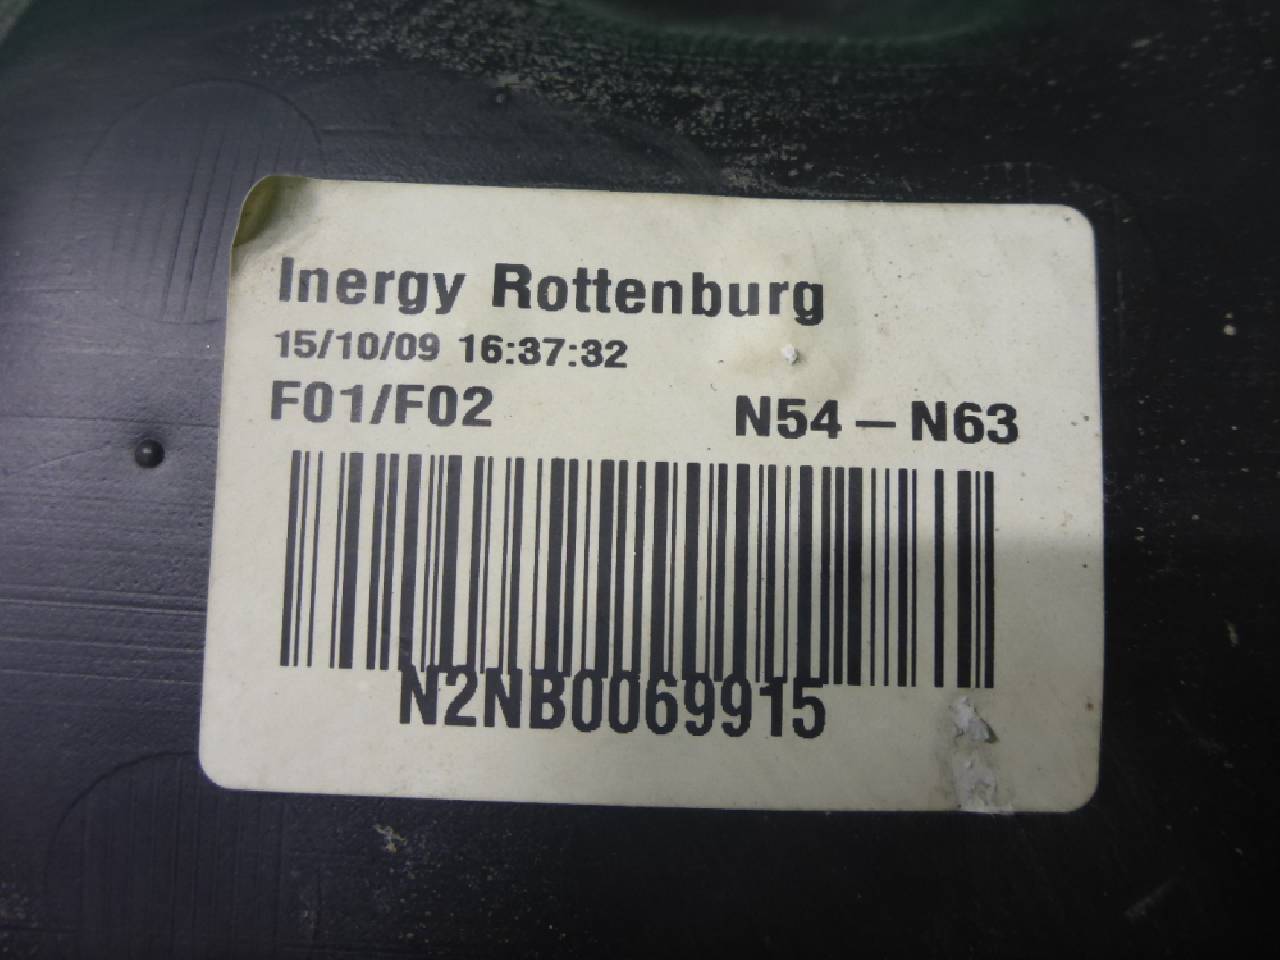 Inergy Rottenburg
15/10/09 16:37:32
F01/F02 N54-N63
N2NB0069915